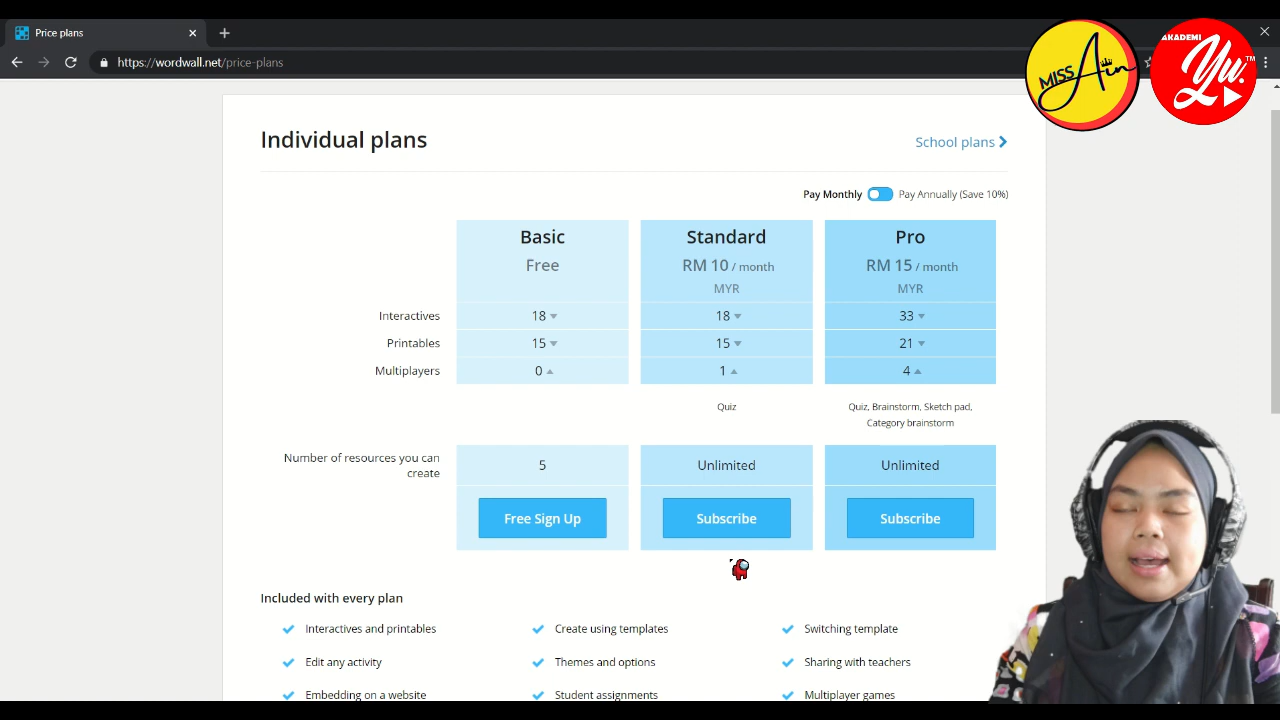 Price plans
https://wordwall.net/price-plans
MISS Ain
AKADEMI
YW.
TM
Individual plans
School plans
Pay Monthly Pay Annually (Save 10%)
Basic Standard Pro
Free RM 10 / month RM 15 / month
MYR MYR
Interactives 18 18 33
Printables 15 15 21
Multiplayers 0 1 4
Quiz Quiz, Brainstorm, Sketch pad,
Category brainstorm
Number of resources you can
create
5 Unlimited Unlimited
Free Sign Up Subscribe Subscribe
Included with every plan
Interactives and printables Create using templates Switching template
Edit any activity Themes and options Sharing with teachers
Embedding on a website Student assignments Multiplayer games